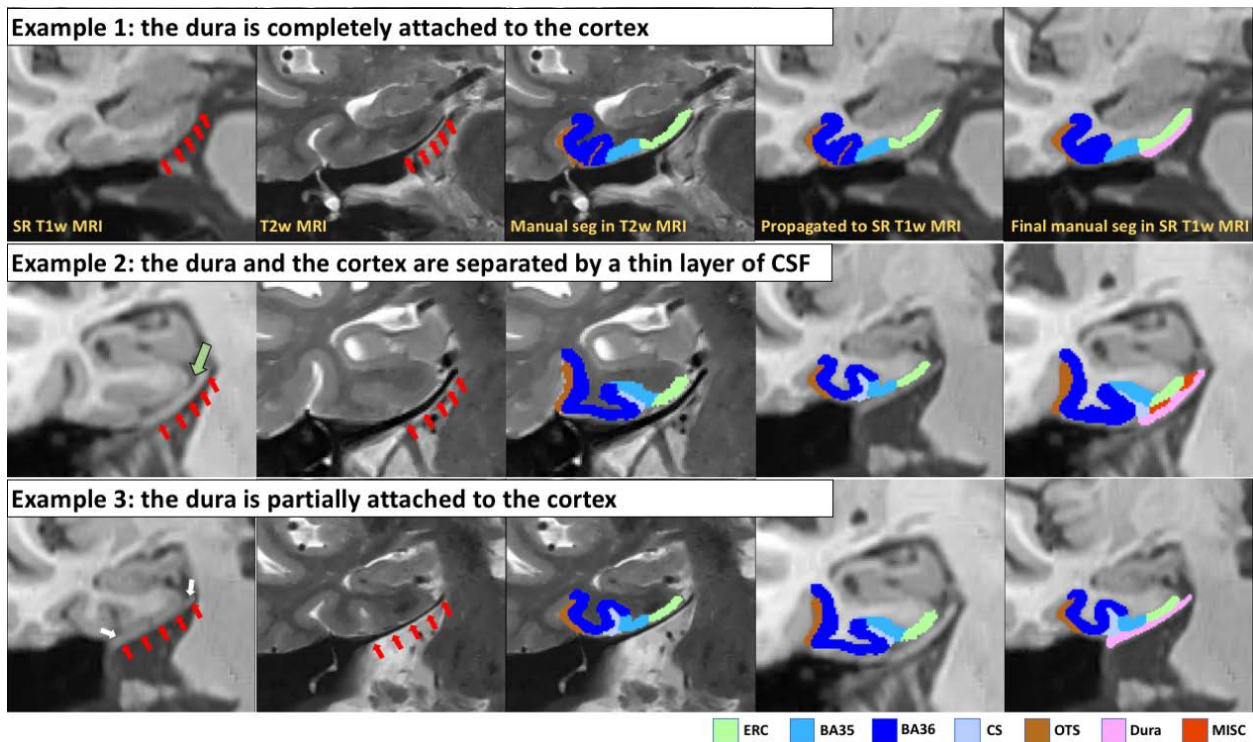 Example 1: the dura is completely attached to the cortex
SR T1w MRI
T2w MRI
Manual seg in T2w MRI
Propagated to SR T1w MRI
Final manual seg in SR T1w MRI
Example 2: the dura and the cortex are separated by a thin layer of CSF
Example 3: the dura is partially attached to the cortex
ERC BA35 BA36 CS OTS Dura MISC